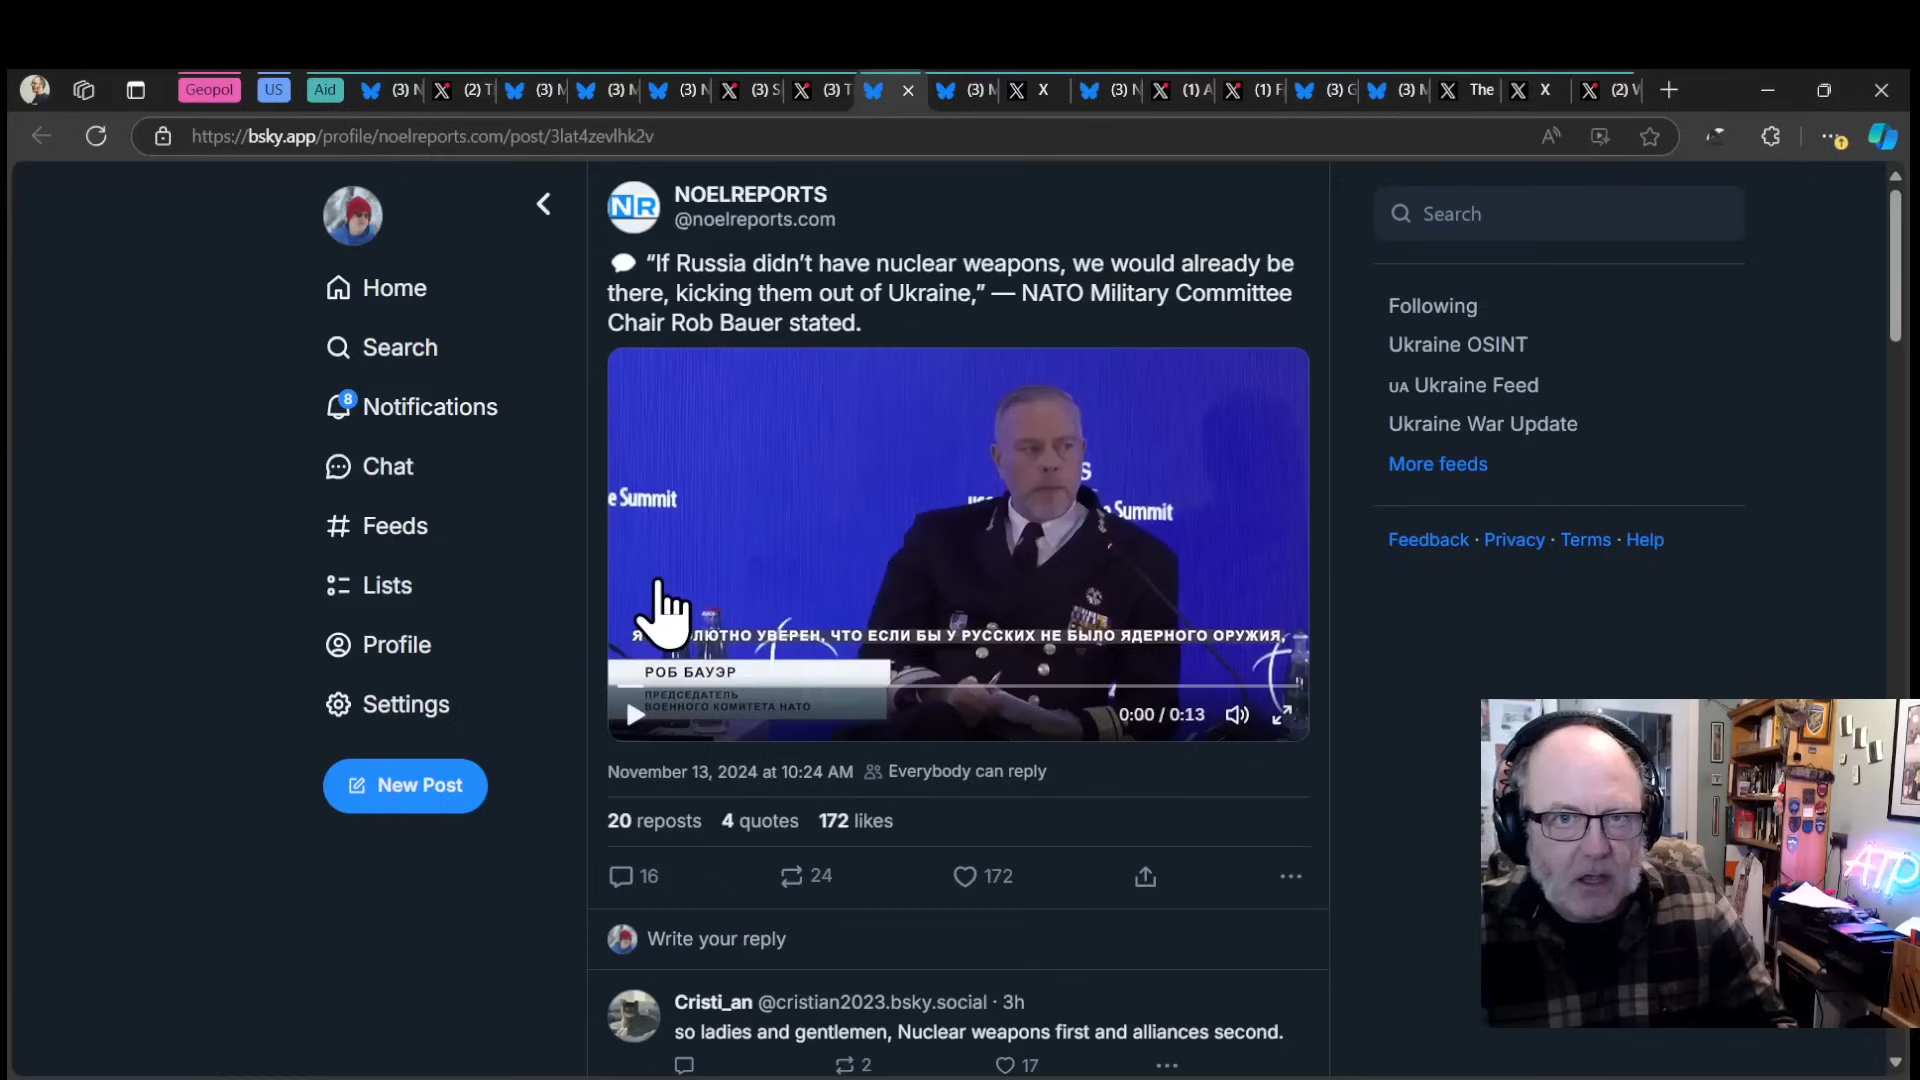 Geopol
US
Aid
(3) N
(2) T
(3) M
(3) M
(3) N
(3) S
(3) T
(3) M
X
(3) N
(1) A
(1) F
(3) G
(3) M
The
X
(2) V
https://bsky.app/profile/noelreports.com/post/3lat4zevlhk2v
Home
Search
8
Notifications
Chat
Feeds
Lists
Profile
Settings
New Post
NR
NOELREPORTS
@noelreports.com
“If Russia didn’t have nuclear weapons, we would already be
there, kicking them out of Ukraine,” — NATO Military Committee
Chair Rob Bauer stated.
e Summit
Summit
УВЕРЕН, ЧТО ЕСЛИ БЫ У РУССКИХ НЕ БЫЛО ЯДЕРНОГО ОРУЖИЯ,
РОБ БАУЭР
ПРЕДСЕДАТЕЛЬ
ВОЕННОГО КОМИТЕТА НАТО
0:00 / 0:13
November 13, 2024 at 10:24 AM
Everybody can reply
20 reposts 4 quotes 172 likes
16 24 172
Write your reply
Cristi_an @cristian2023.bsky.social · 3h
so ladies and gentlemen, Nuclear weapons first and alliances second.
2 17
Search
Following
Ukraine OSINT
UA Ukraine Feed
Ukraine War Update
More feeds
Feedback · Privacy · Terms · Help
ATP